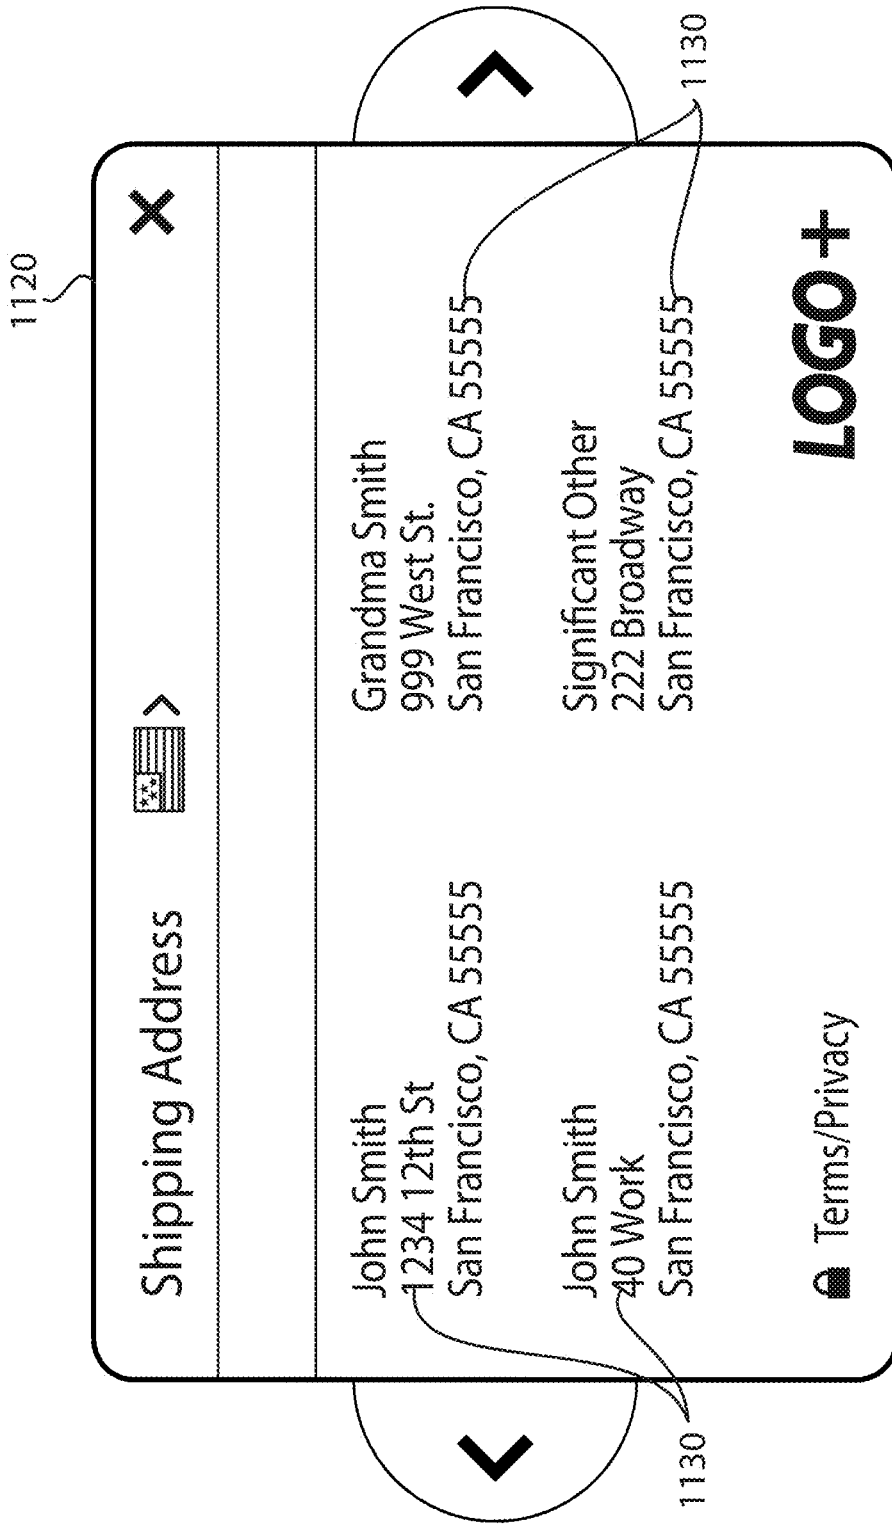 1120
Shipping Address
John Smith
1234 12th St
San Francisco, CA 55555
Grandma Smith
999 West St.
San Francisco, CA 55555
John Smith
40 Work
San Francisco, CA 55555
Significant Other
222 Broadway
San Francisco, CA 55555
1130
1130
Terms/Privacy
LOGO +